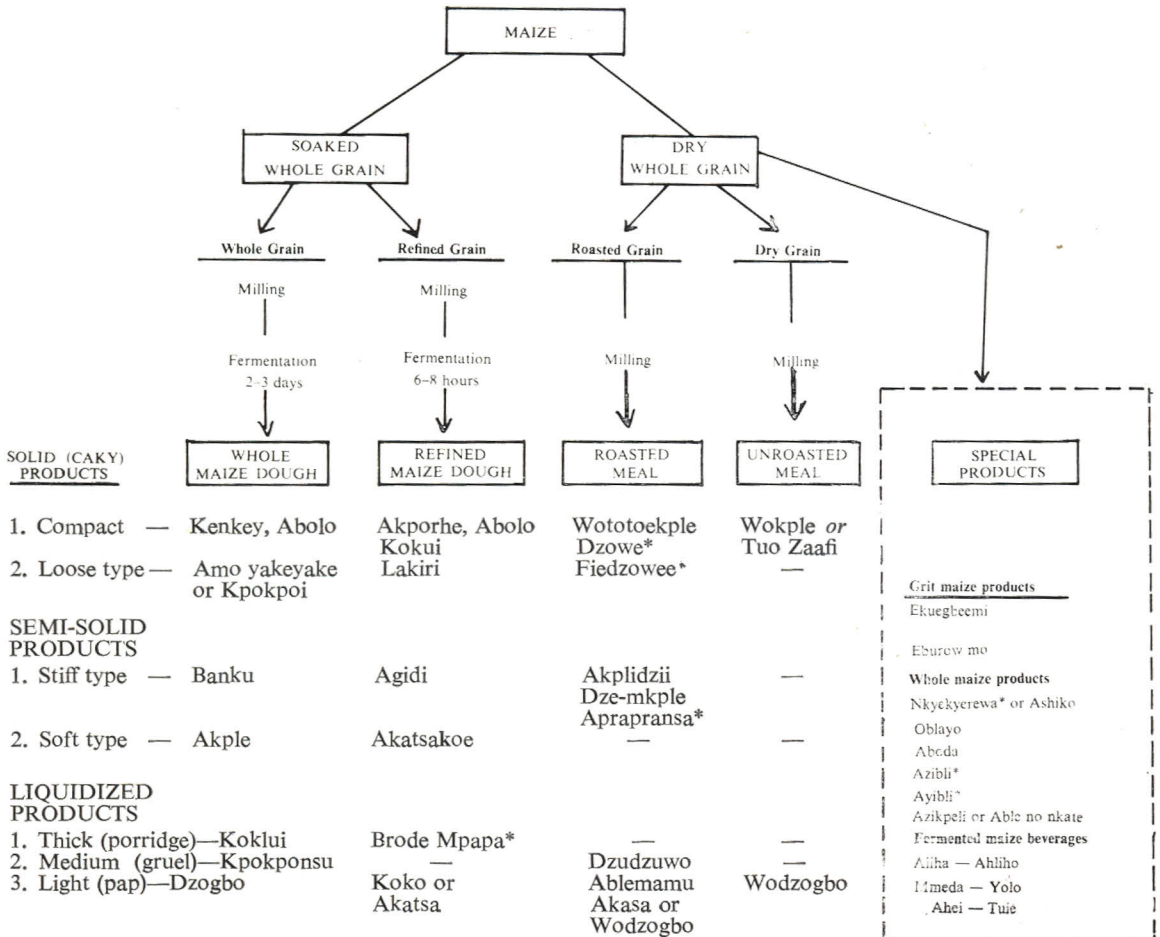 MAIZE
SOAKED
WHOLE GRAIN
DRY
WHOLE GRAIN
Whole Grain
Refined Grain
Roasted Grain
Dry Grain
Milling
Milling
Fermentation
2–3 days
Fermentation
6–8 hours
Milling
Milling
SOLID (CAKY)
PRODUCTS
WHOLE
MAIZE DOUGH
REFINED
MAIZE DOUGH
ROASTED
MEAL
UNROASTED
MEAL
SPECIAL
PRODUCTS
1. Compact — Kenkey, Abolo Akporhe, Abolo Wototoekple Wokple or
Kokui Dzowe* Tuo Zaafi
2. Loose type — Amo yakeyake Lakiri Fiedzowee* —
or Kpokpoi
SEMI-SOLID
PRODUCTS
1. Stiff type — Banku Agidi Akplidzii —
Dze-mkple
Aprapransa*
2. Soft type — Akple Akatsakoe — —
LIQUIDIZED
PRODUCTS
1. Thick (porridge)—Koklui Brode Mpapa* — —
2. Medium (gruel)—Kpokponsu — Dzudzuwo —
3. Light (pap)—Dzogbo Koko or Ablemamu Wodzogbo
Akatsa Akasa or
Wodzogbo
Grit maize products
Ekuegbeemi
Eburow mo
Whole maize products
Nkyekyerewa* or Ashiko
Oblayo
Abeda
Azibli*
Ayibli*
Azikpeli or Able no nkate
Fermented maize beverages
— Ahliho
Mmeda — Yolo
Ahei — Tuie